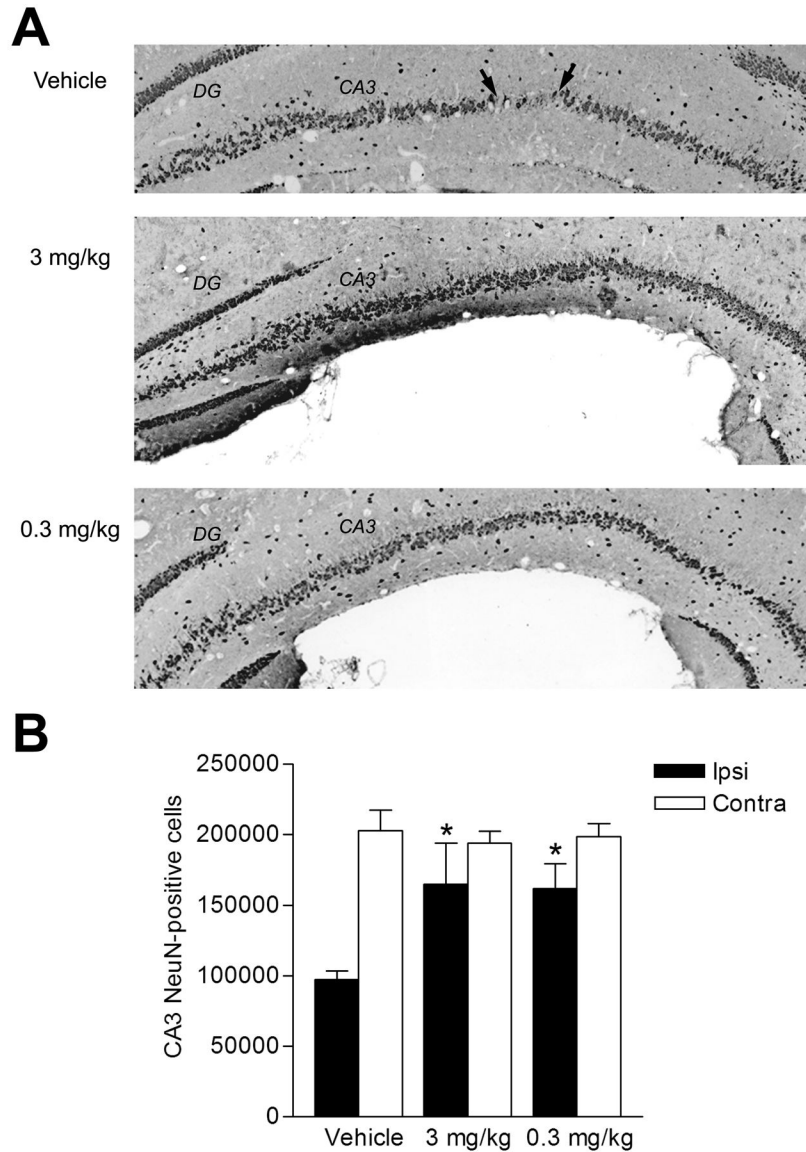 A
Vehicle
DG
CA3
3 mg/kg
DG
CA3
0.3 mg/kg
DG
CA3
B
250000
200000
150000
100000
50000
0
CA3 NeuN-positive cells
*
*
Ipsi
Contra
Vehicle 3 mg/kg 0.3 mg/kg